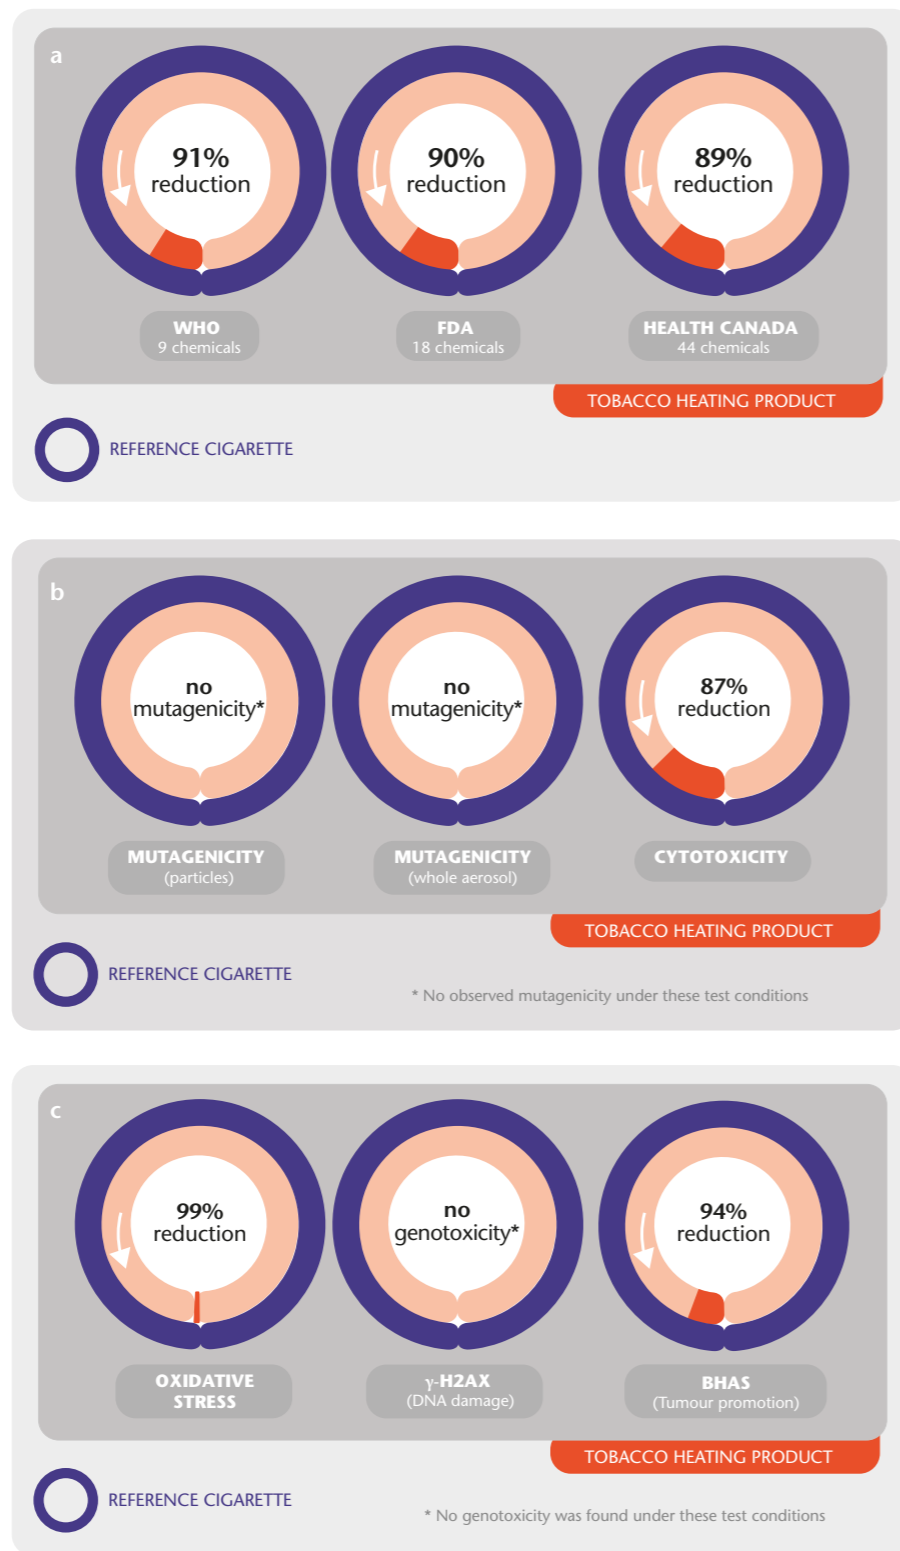 a
91%
reduction
90%
reduction
89%
reduction
WHO
9 chemicals
FDA
18 chemicals
HEALTH CANADA
44 chemicals
TOBACCO HEATING PRODUCT
REFERENCE CIGARETTE
b
no
mutagenicity*
no
mutagenicity*
87%
reduction
MUTAGENICITY
(particles)
MUTAGENICITY
(whole aerosol)
CYTOTOXICITY
TOBACCO HEATING PRODUCT
REFERENCE CIGARETTE
* No observed mutagenicity under these test conditions
c
99%
reduction
no
genotoxicity*
94%
reduction
OXIDATIVE
STRESS
γ-H2AX
(DNA damage)
BHAS
(Tumour promotion)
TOBACCO HEATING PRODUCT
REFERENCE CIGARETTE
* No genotoxicity was found under these test conditions